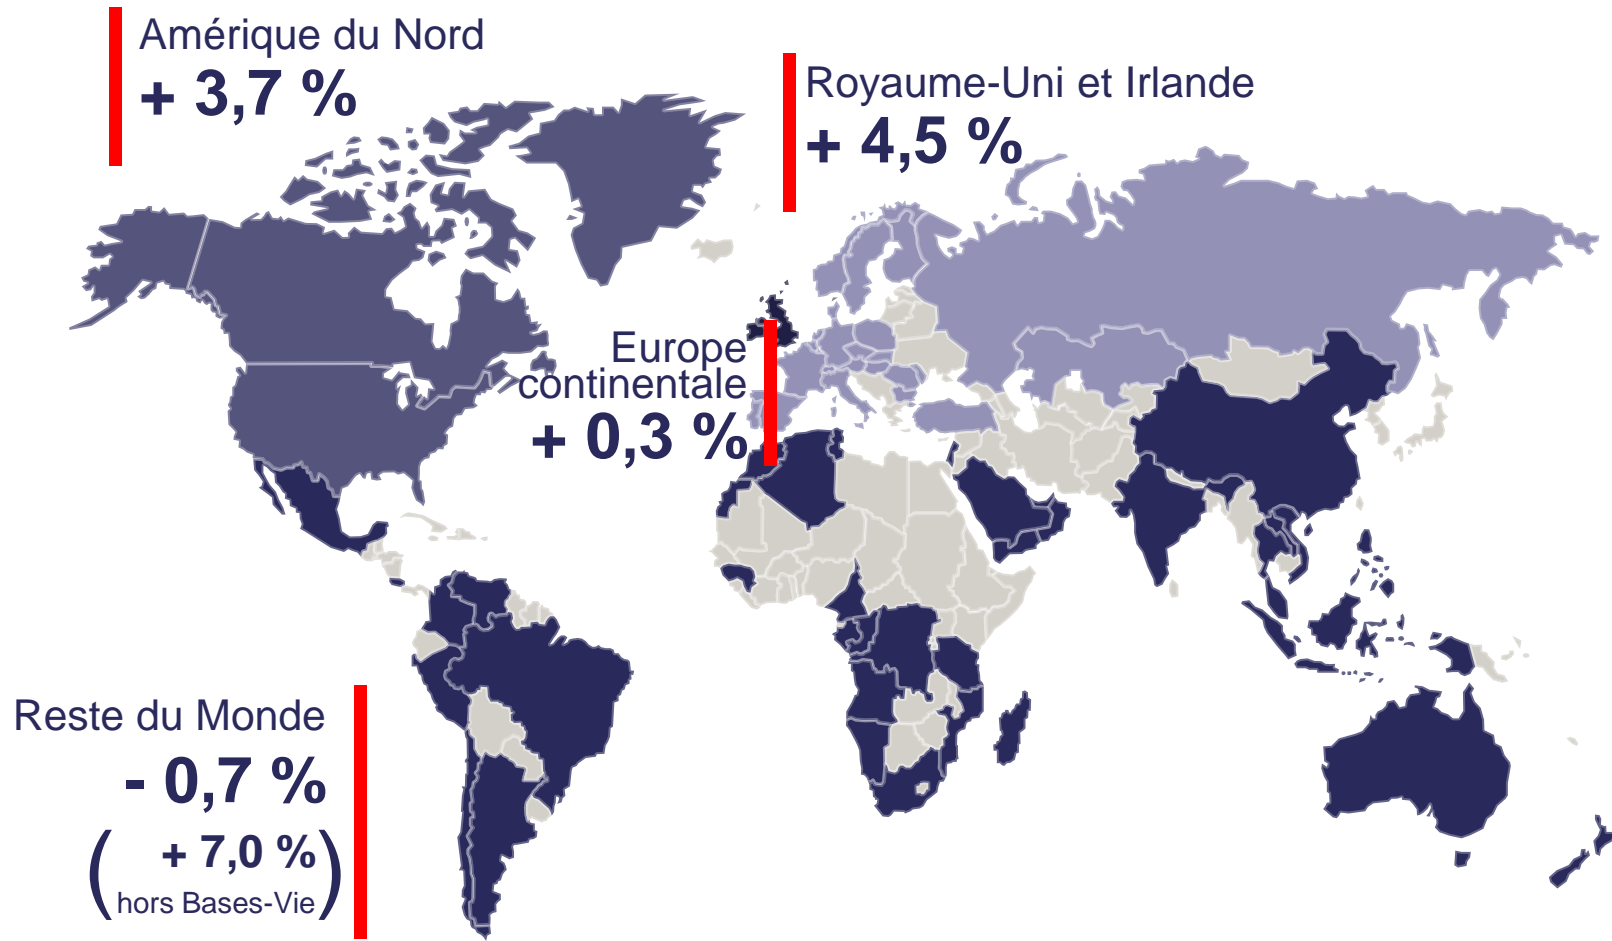 Amérique du Nord
+ 3,7 %
Royaume-Uni et Irlande
+ 4,5 %
Europe
continentale
+ 0,3 %
Reste du Monde
- 0,7 %
( + 7,0 % )
hors Bases-Vie